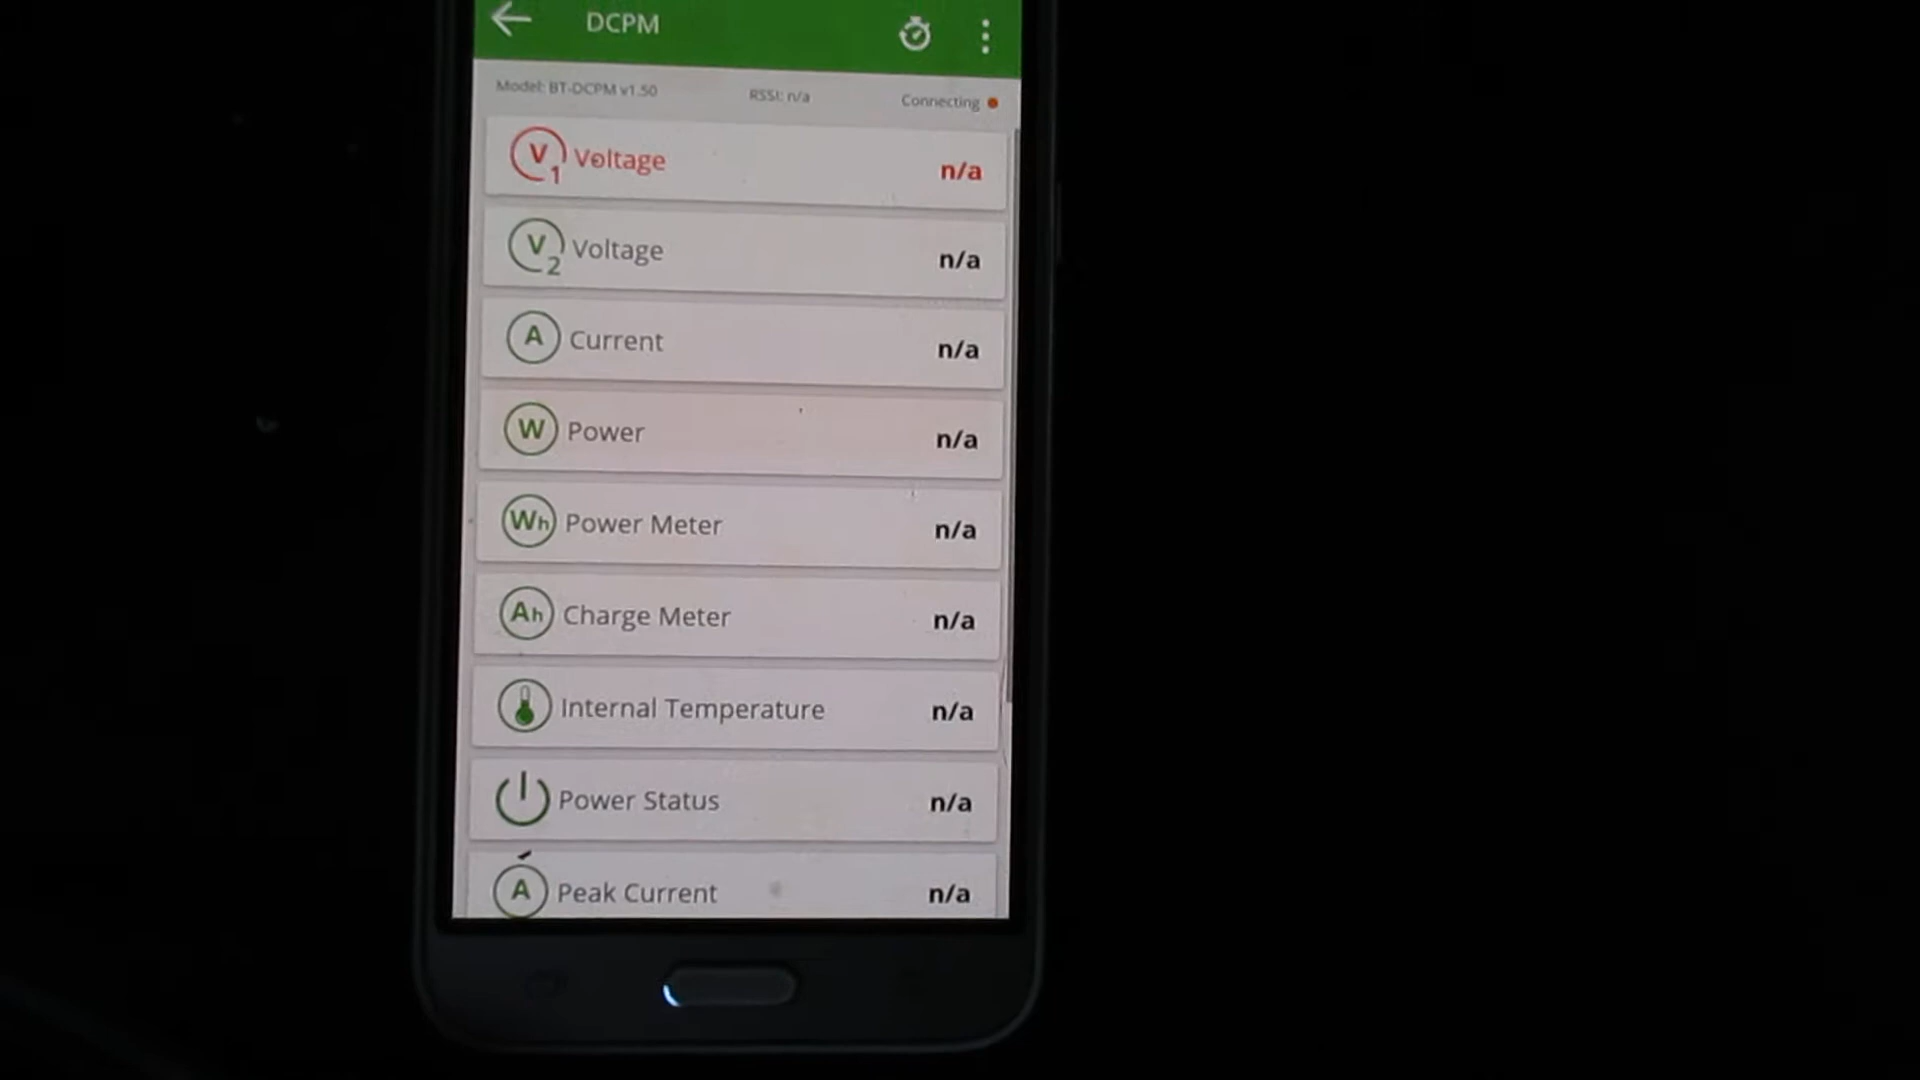 DCPM
Model: BT-DCPM v1.50 RSSI: n/a Connecting
V1 Voltage n/a
V2 Voltage n/a
A Current n/a
W Power n/a
Wh Power Meter n/a
Ah Charge Meter n/a
Internal Temperature n/a
Power Status n/a
A Peak Current n/a